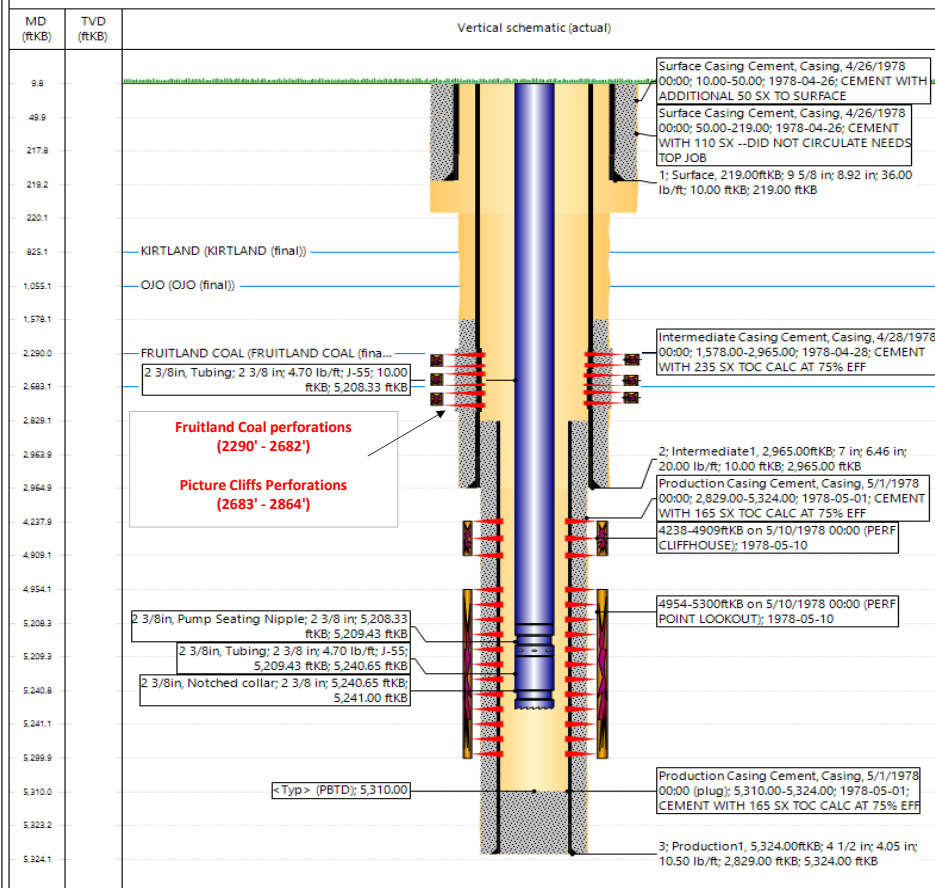 MD
(ftKB)
TVD
(ftKB)
Vertical schematic (actual)
9.8
49.9
217.8
219.2
220.1
825.1
1,055.1
1,578.1
2,290.0
2,683.1
2,829.1
2,963.9
2,964.9
4,237.9
4,909.1
4,954.1
5,208.3
5,209.3
5,240.8
5,241.1
5,299.9
5,310.0
5,323.2
5,324.1
Surface Casing Cement, Casing, 4/26/1978
00:00; 10.00-50.00; 1978-04-26; CEMENT WITH
ADDITIONAL 50 SX TO SURFACE
Surface Casing Cement, Casing, 4/26/1978
00:00; 50.00-219.00; 1978-04-26; CEMENT
WITH 110 SX --DID NOT CIRCULATE NEEDS
TOP JOB
1; Surface, 219.00ftKB; 9 5/8 in; 8.92 in; 36.00
lb/ft; 10.00 ftKB; 219.00 ftKB
KIRTLAND (KIRTLAND (final))
OJO (OJO (final))
FRUITLAND COAL (FRUITLAND COAL (fina...
2 3/8in, Tubing; 2 3/8 in; 4.70 lb/ft; J-55; 10.00
ftKB; 5,208.33 ftKB
Intermediate Casing Cement, Casing, 4/28/1978
00:00; 1,578.00-2,965.00; 1978-04-28; CEMENT
WITH 235 SX TOC CALC AT 75% EFF
Fruitland Coal perforations
(2290' - 2682')
Picture Cliffs Perforations
(2683' - 2864')
2; Intermediate1, 2,965.00ftKB; 7 in; 6.46 in;
20.00 lb/ft; 10.00 ftKB; 2,965.00 ftKB
Production Casing Cement, Casing, 5/1/1978
00:00; 2,829.00-5,324.00; 1978-05-01; CEMENT
WITH 165 SX TOC CALC AT 75% EFF
4238-4909ftKB on 5/10/1978 00:00 (PERF
CLIFFHOUSE); 1978-05-10
4954-5300ftKB on 5/10/1978 00:00 (PERF
POINT LOOKOUT); 1978-05-10
2 3/8in, Pump Seating Nipple; 2 3/8 in; 5,208.33
ftKB; 5,209.43 ftKB
2 3/8in, Tubing; 2 3/8 in; 4.70 lb/ft; J-55;
5,209.43 ftKB; 5,240.65 ftKB
2 3/8in, Notched collar; 2 3/8 in; 5,240.65 ftKB;
5,241.00 ftKB
<Typ> (PBTD); 5,310.00
Production Casing Cement, Casing, 5/1/1978
00:00 (plug); 5,310.00-5,324.00; 1978-05-01;
CEMENT WITH 165 SX TOC CALC AT 75% EFF
3; Production1, 5,324.00ftKB; 4 1/2 in; 4.05 in;
10.50 lb/ft; 2,829.00 ftKB; 5,324.00 ftKB